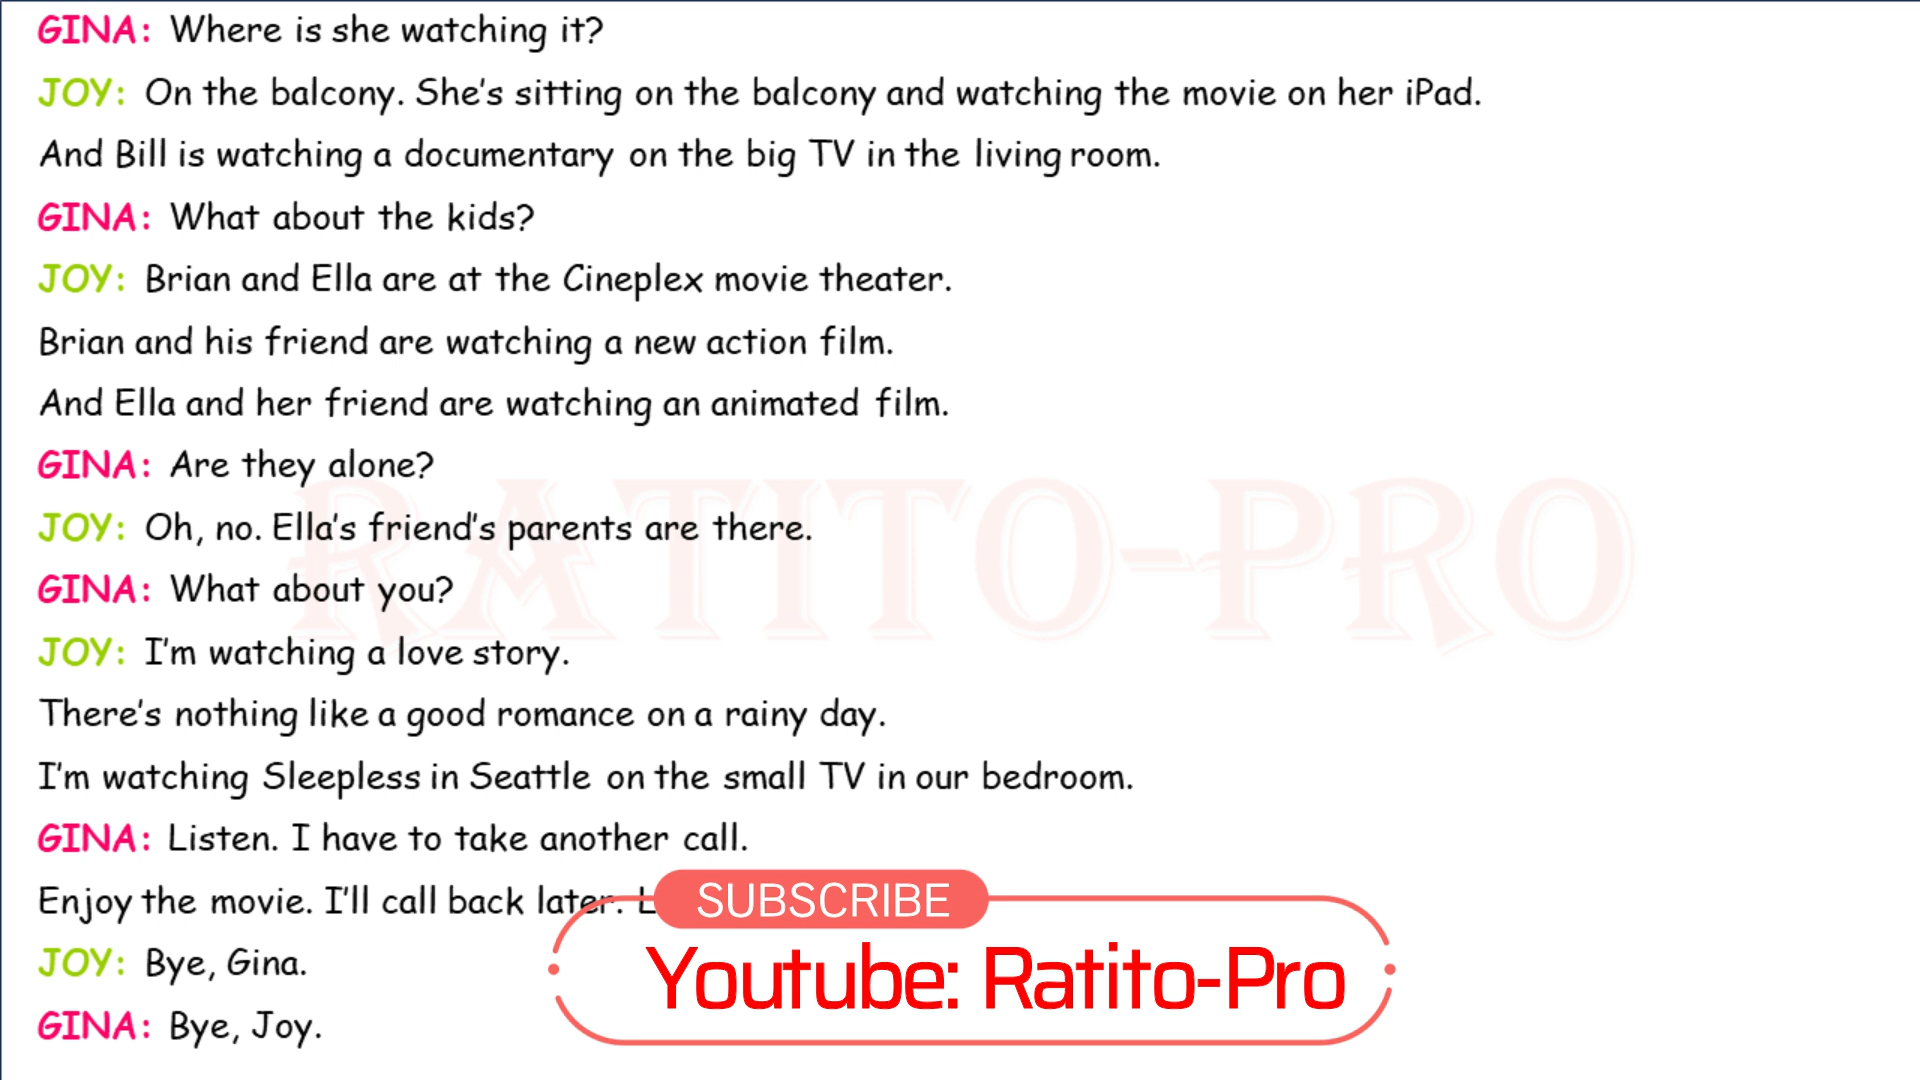 GINA: Where is she watching it?
JOY: On the balcony. She's sitting on the balcony and watching the movie on her iPad.
And Bill is watching a documentary on the big TV in the living room.
GINA: What about the kids?
JOY: Brian and Ella are at the Cineplex movie theater.
Brian and his friend are watching a new action film.
And Ella and her friend are watching an animated film.
GINA: Are they alone?
JOY: Oh, no. Ella's friend's parents are there.
RATITO-PRO
GINA: What about you?
JOY: I'm watching a love story.
There's nothing like a good romance on a rainy day.
I'm watching Sleepless in Seattle on the small TV in our bedroom.
GINA: Listen. I have to take another call.
Enjoy the movie. I'll call back later.
SUBSCRIBE
JOY: Bye, Gina.
Youtube: Ratito-Pro
GINA: Bye, Joy.